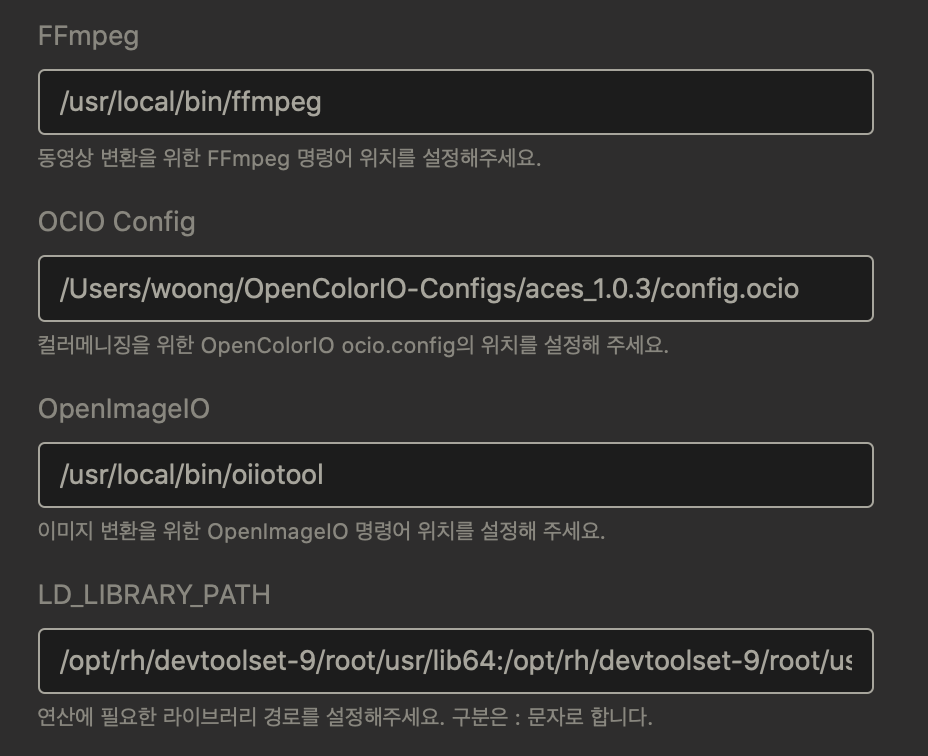 FFmpeg
/usr/local/bin/ffmpeg
동영상 변환을 위한 FFmpeg 명령어 위치를 설정해주세요.
OCIO Config
/Users/woong/OpenColorIO-Configs/aces_1.0.3/config.ocio
컬러메니징을 위한 OpenColorIO ocio.config의 위치를 설정해 주세요.
OpenImageIO
/usr/local/bin/oiiotool
이미지 변환을 위한 OpenImageIO 명령어 위치를 설정해 주세요.
LD_LIBRARY_PATH
/opt/rh/devtoolset-9/root/usr/lib64:/opt/rh/devtoolset-9/root/us
연산에 필요한 라이브러리 경로를 설정해주세요. 구분은 : 문자로 합니다.